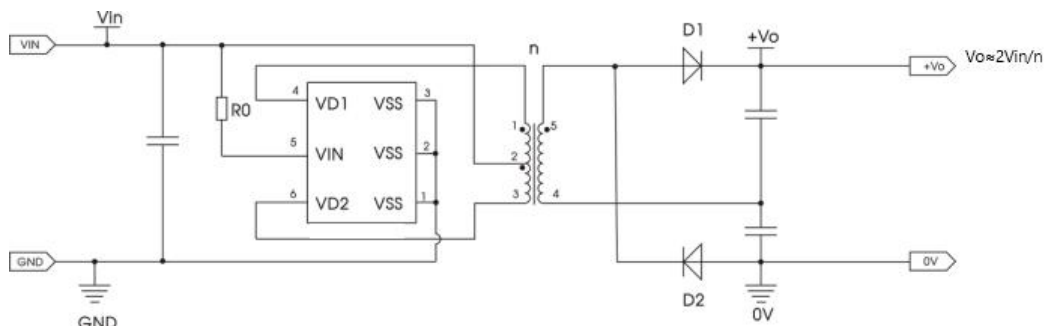 Vin
VIN
R0
4 VD1 VSS 3
5 VIN VSS 2
6 VD2 VSS 1
GND
GND
n
1 5
2
3 4
D1
+Vo
+Vo
Vo≈2Vin/n
D2
0V
0V